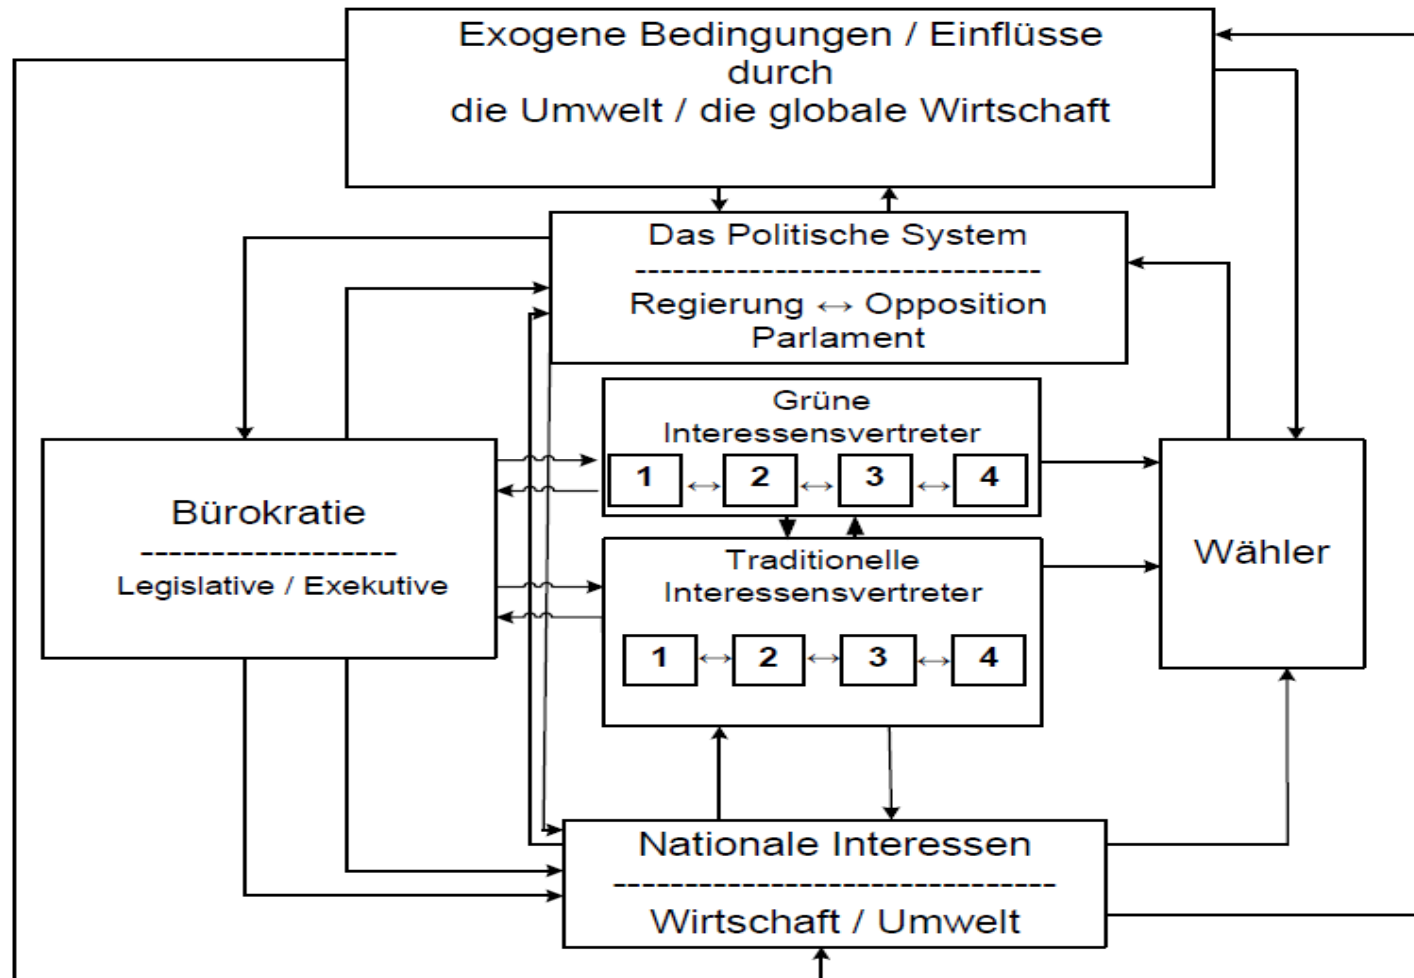 Exogene Bedingungen / Einflüsse
durch
die Umwelt / die globale Wirtschaft
Das Politische System
--------------------------------
Regierung ↔ Opposition
Parlament
Grüne
Interessensvertreter
1 ↔ 2 ↔ 3 ↔ 4
Bürokratie
------------------
Legislative / Exekutive
Traditionelle
Interessensvertreter
1 ↔ 2 ↔ 3 ↔ 4
Wähler
Nationale Interessen
-------------------------------
Wirtschaft / Umwelt